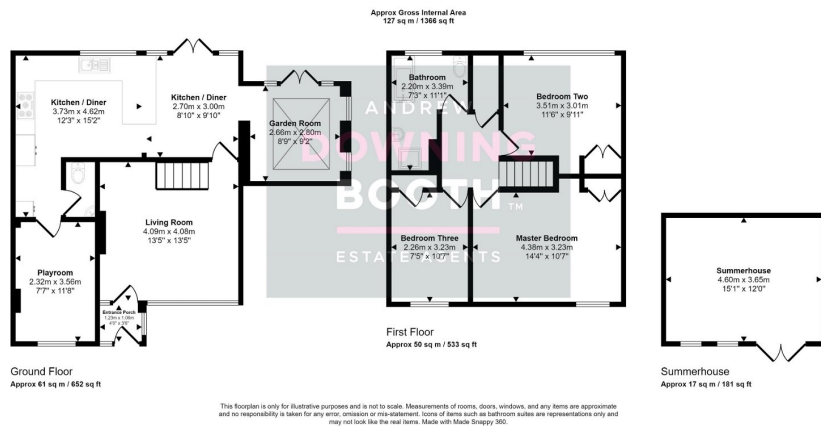 Approx Gross Internal Area
127 sq m / 1366 sq ft
Kitchen / Diner
3.73m x 4.62m
12'3" x 15'2"
Kitchen / Diner
2.70m x 3.00m
8'10" x 9'10"
Garden Room
2.66m x 2.80m
8'9" x 9'2"
Living Room
4.09m x 4.08m
13'5" x 13'5"
Playroom
2.32m x 3.56m
7'7" x 11'8"
Entrance Porch
Ground Floor
Approx 61 sq m / 652 sq ft
Bathroom
2.20m x 3.39m
7'3" x 11'1"
Bedroom Two
3.51m x 3.01m
11'6" x 9'11"
Bedroom Three
2.26m x 3.23m
7'5" x 10'7"
Master Bedroom
4.38m x 3.23m
14'4" x 10'7"
First Floor
Approx 50 sq m / 533 sq ft
Summerhouse
4.60m x 3.65m
15'1" x 12'0"
Summerhouse
Approx 17 sq m / 181 sq ft
ANDREW
DOWNING
BOOTH™
ESTATE AGENTS
This floorplan is only for illustrative purposes and is not to scale. Measurements of rooms, doors, windows, and any items are approximate
and no responsibility is taken for any error, omission or mis-statement. Icons of items such as bathroom suites are representations only and
may not look like the real items. Made with Made Snappy 360.